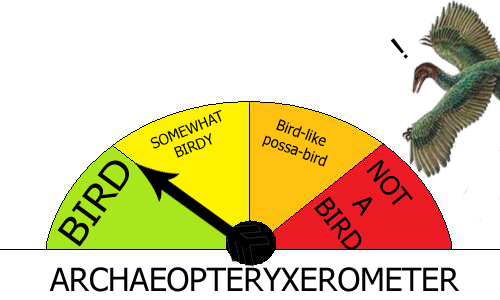 !
SOMEWHAT
BIRDY
Bird-like
possa-bird
BIRD
NOT
A
BIRD
ARCHAEOPTERYXEROMETER